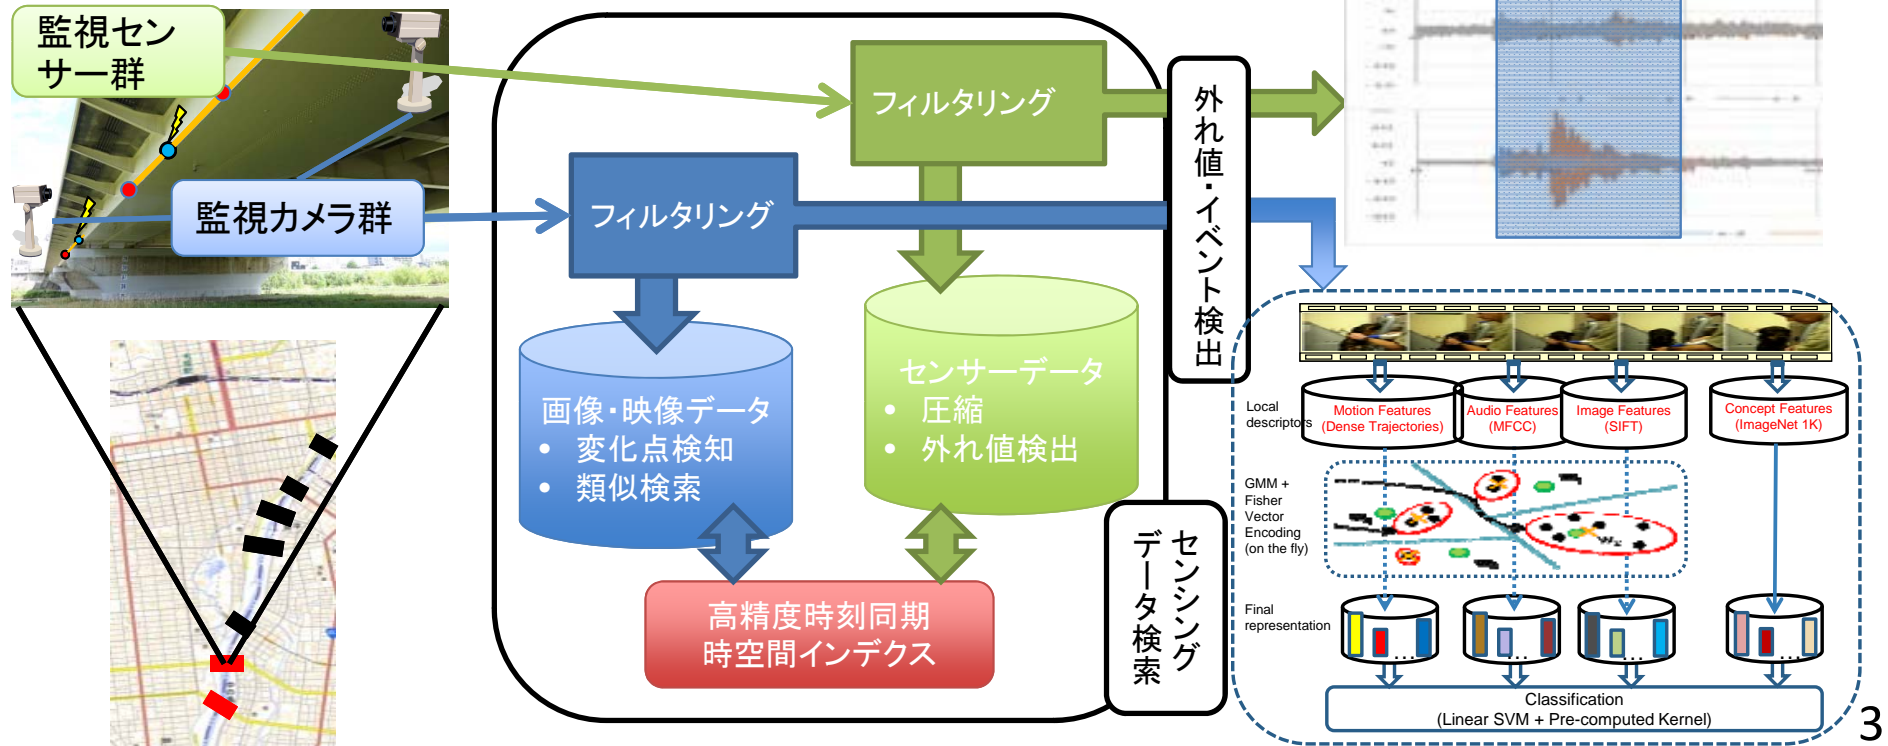 監視セン
サー群
監視カメラ群
フィルタリング
フィルタリング
外れ値・イベント検出
画像・映像データ
• 変化点検知
• 類似検索
センサーデータ
• 圧縮
• 外れ値検出
高精度時刻同期
時空間インデクス
センシング
データ検索
Local
descriptors
Motion Features
(Dense Trajectories)
Audio Features
(MFCC)
Image Features
(SIFT)
Concept Features
(ImageNet 1K)
GMM +
Fisher
Vector
Encoding
(on the fly)
Final
representation
...
...
...
...
Classification
(Linear SVM + Pre-computed Kernel)
3